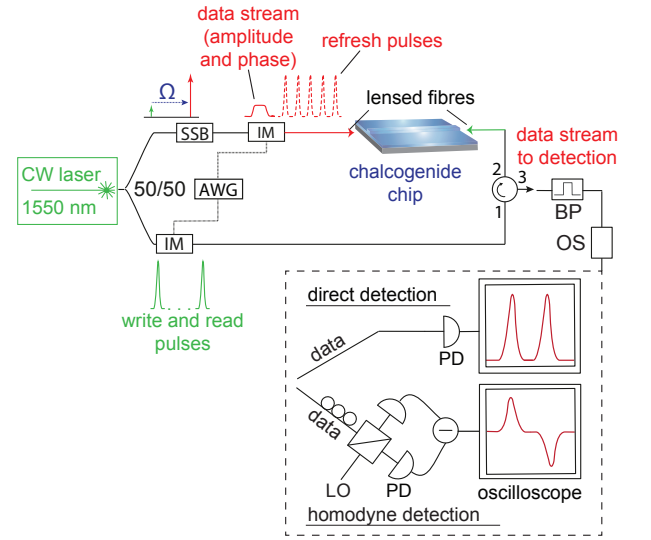 data stream
(amplitude
and phase)
refresh pulses
Ω
lensed fibres
SSB
IM
data stream
to detection
CW laser
1550 nm
50/50
AWG
chalcogenide
chip
2
3
1
BP
IM
OS
write and read
pulses
direct detection
data
PD
data
LO
PD
oscilloscope
homodyne detection